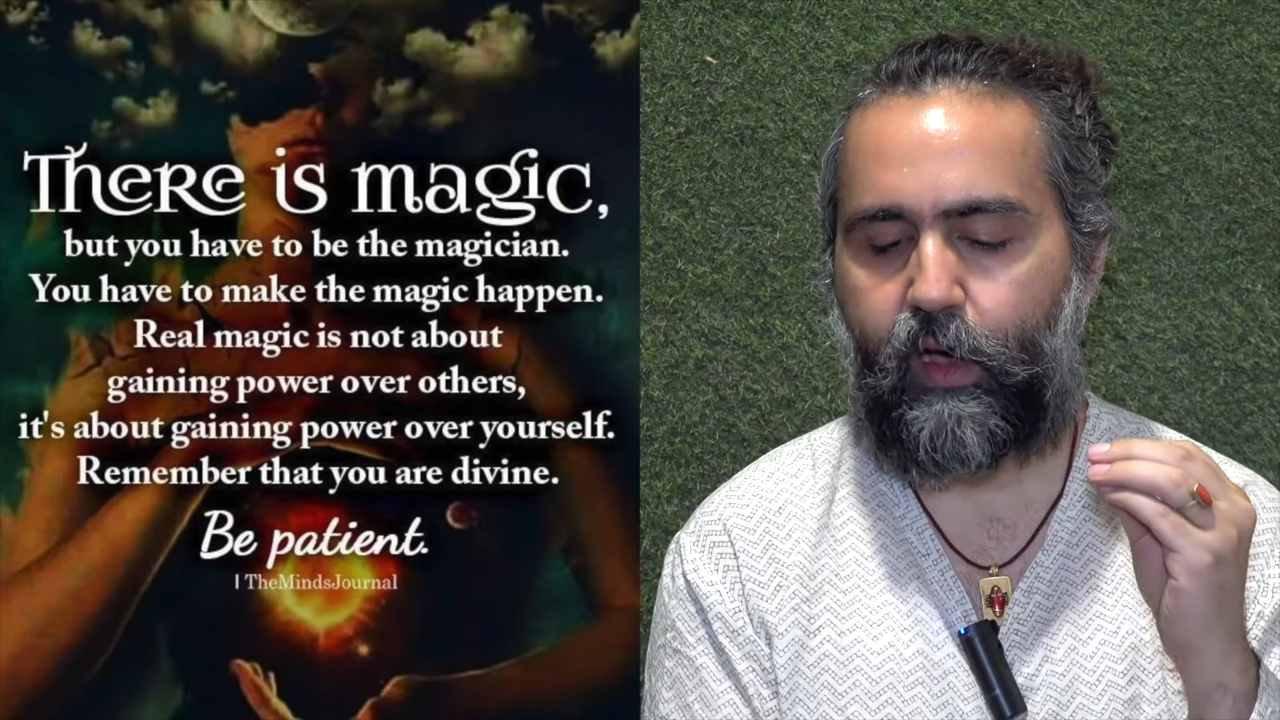 There is magic,
but you have to be the magician.
You have to make the magic happen.
Real magic is not about
gaining power over others,
it's about gaining power over yourself.
Remember that you are divine.
Be patient.
| TheMindsJournal